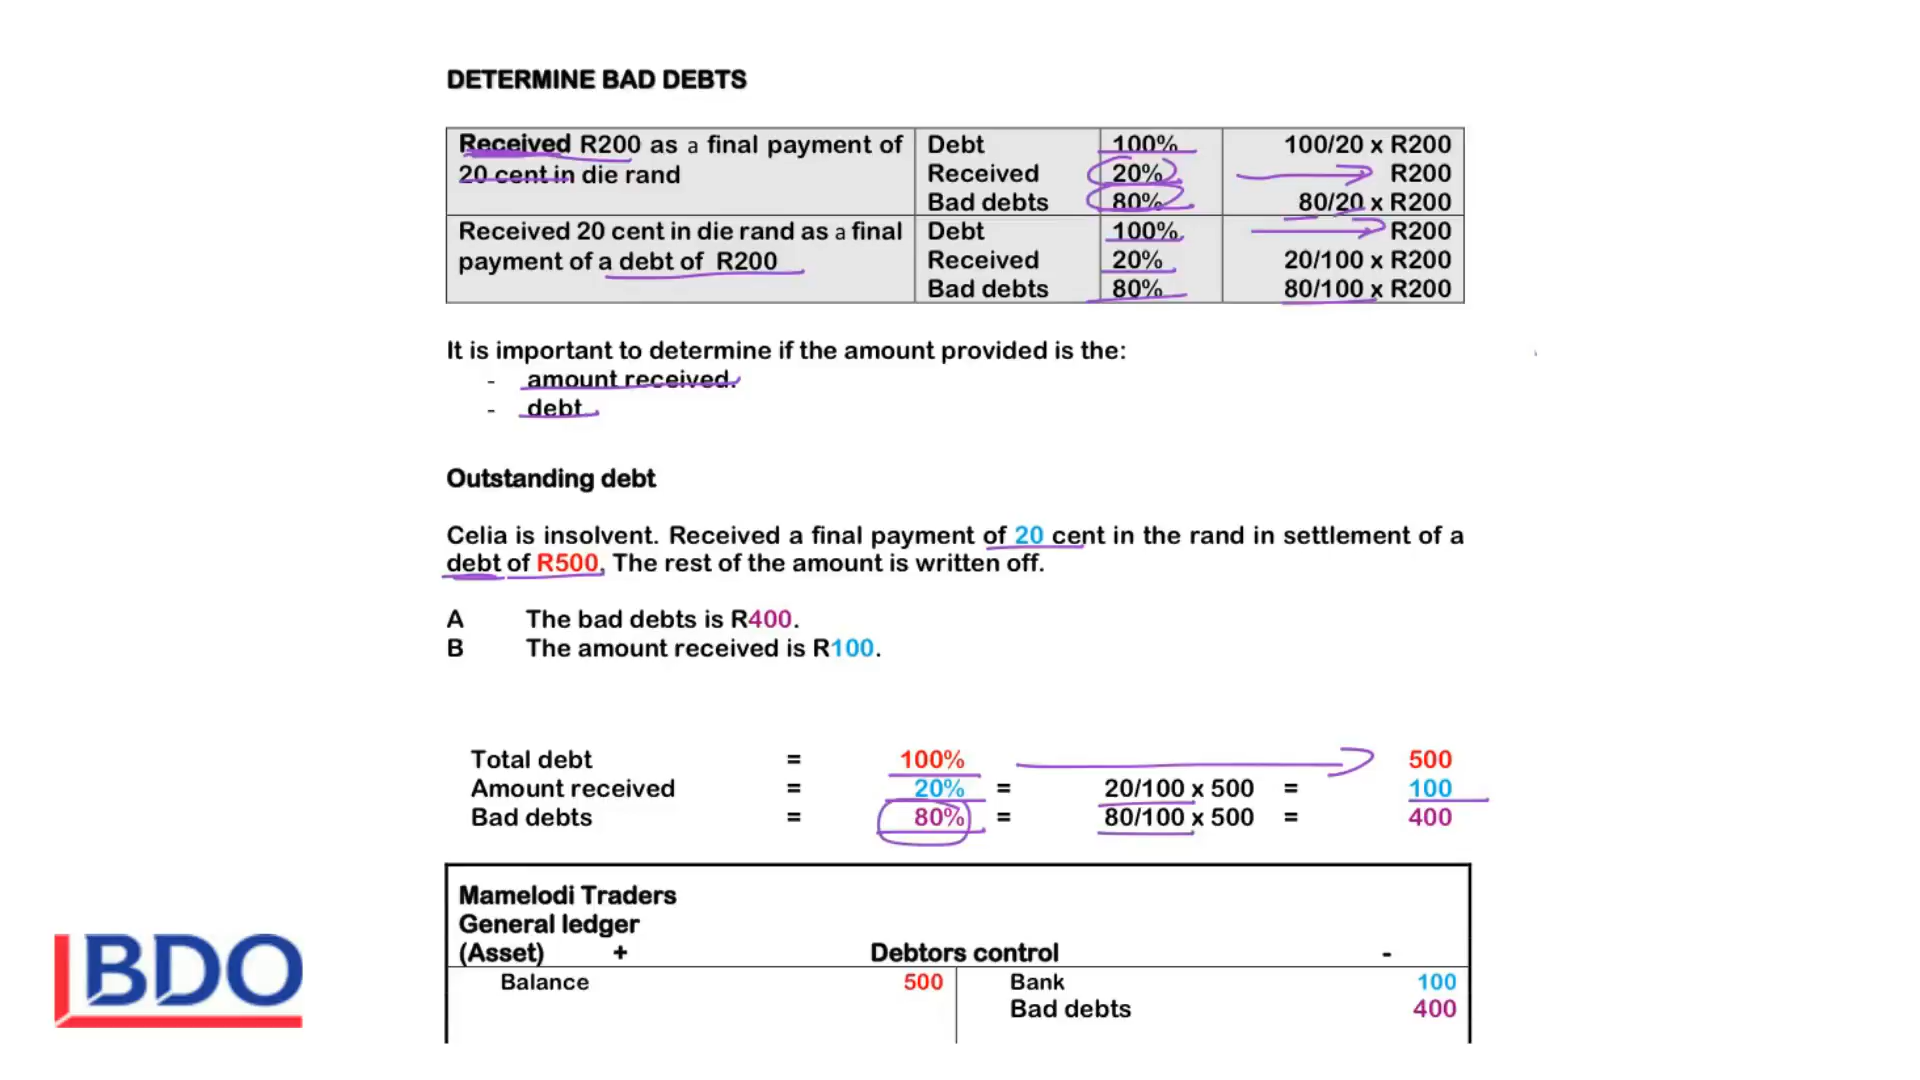 DETERMINE BAD DEBTS
Received R200 as a final payment of 20 cent in die rand
Debt 100% 100/20 x R200
Received 20% R200
Bad debts 80% 80/20 x R200
Received 20 cent in die rand as a final payment of a debt of R200
Debt 100% R200
Received 20% 20/100 x R200
Bad debts 80% 80/100 x R200
It is important to determine if the amount provided is the:
- amount received.
- debt
Outstanding debt
Celia is insolvent. Received a final payment of 20 cent in the rand in settlement of a
debt of R500. The rest of the amount is written off.
A The bad debts is R400.
B The amount received is R100.
Total debt = 100% 500
Amount received = 20% = 20/100 x 500 = 100
Bad debts = 80% = 80/100 x 500 = 400
Mamelodi Traders
General ledger
(Asset) + Debtors control -
Balance 500 Bank 100
Bad debts 400
BDO